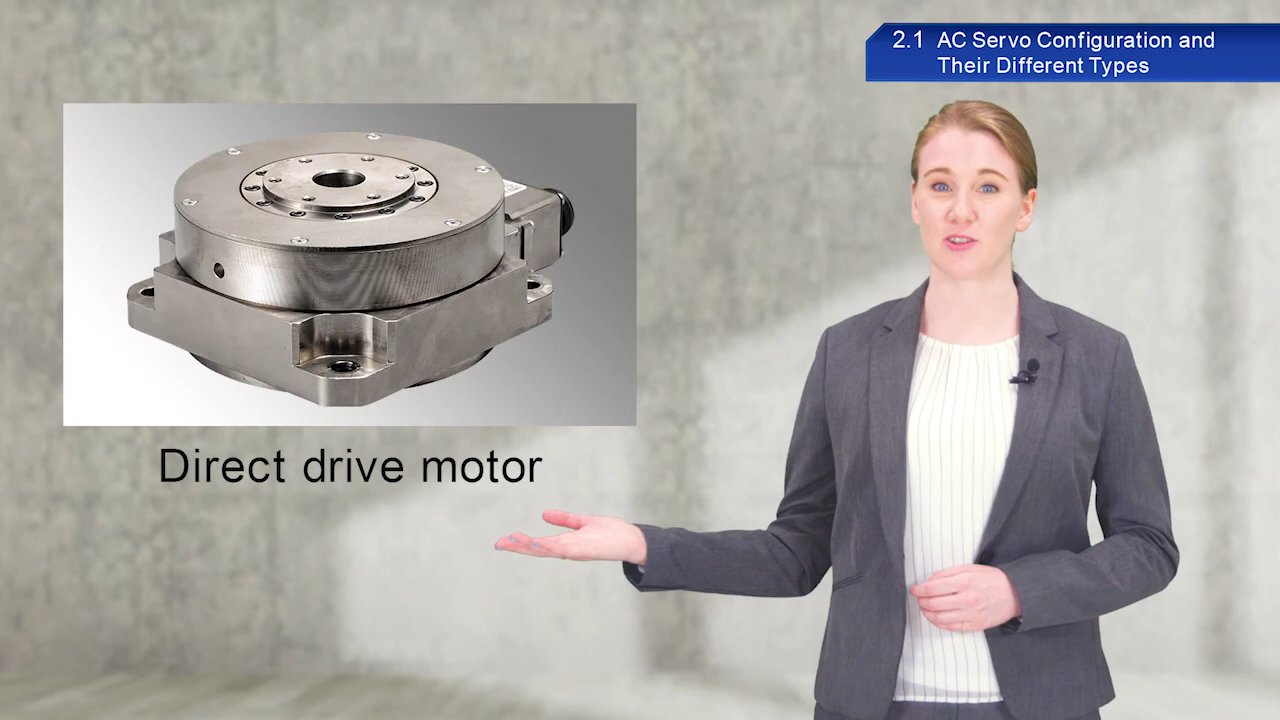 2.1 AC Servo Configuration and
Their Different Types
Direct drive motor